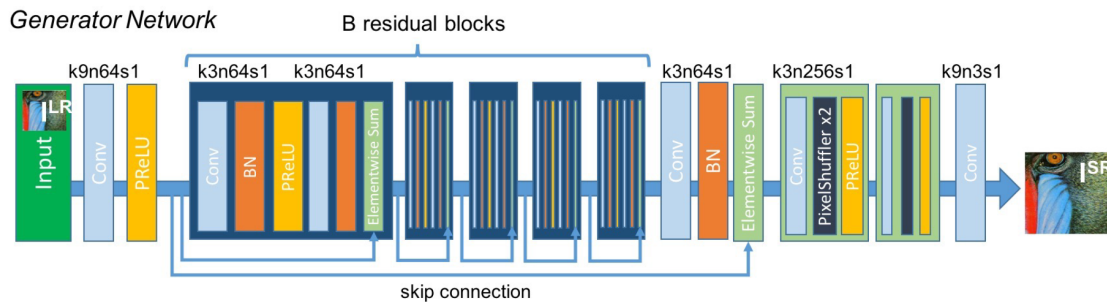 Generator Network
B residual blocks
k9n64s1
k3n64s1 k3n64s1
k3n64s1
k3n256s1
k9n3s1
I^LR
Input
Conv
PReLU
Conv
BN
PReLU
Elementwise Sum
Conv
BN
Elementwise Sum
Conv
PixelShuffler x2
PReLU
Conv
I^SR
skip connection